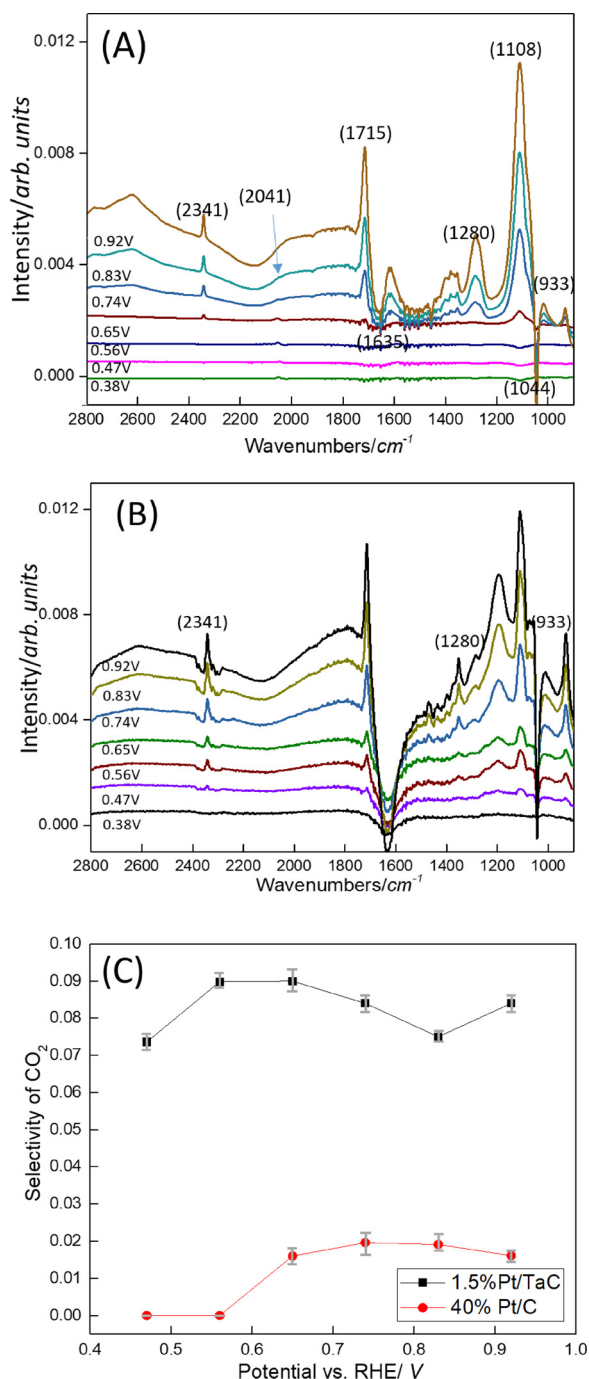 (A)
0.012
(1108)
Intensity/arb. units
0.008
(1715)
(2341)
(2041)
(1280)
0.92V
0.004
0.83V
(933)
0.74V
0.65V
(1635)
0.56V
0.47V
0.000
0.38V
(1044)
2800 2600 2400 2200 2000 1800 1600 1400 1200 1000
Wavenumbers/cm⁻¹
(B)
0.012
Intensity/arb. units
0.008
(2341)
(1280)
(933)
0.92V
0.83V
0.004
0.74V
0.65V
0.56V
0.47V
0.000
0.38V
2800 2600 2400 2200 2000 1800 1600 1400 1200 1000
Wavenumbers/cm⁻¹
(C)
0.10
0.09
0.08
0.07
0.06
0.05
0.04
0.03
0.02
0.01
0.00
Selectivity of CO₂
1.5%Pt/TaC
40% Pt/C
0.4 0.5 0.6 0.7 0.8 0.9 1.0
Potential vs. RHE/ V